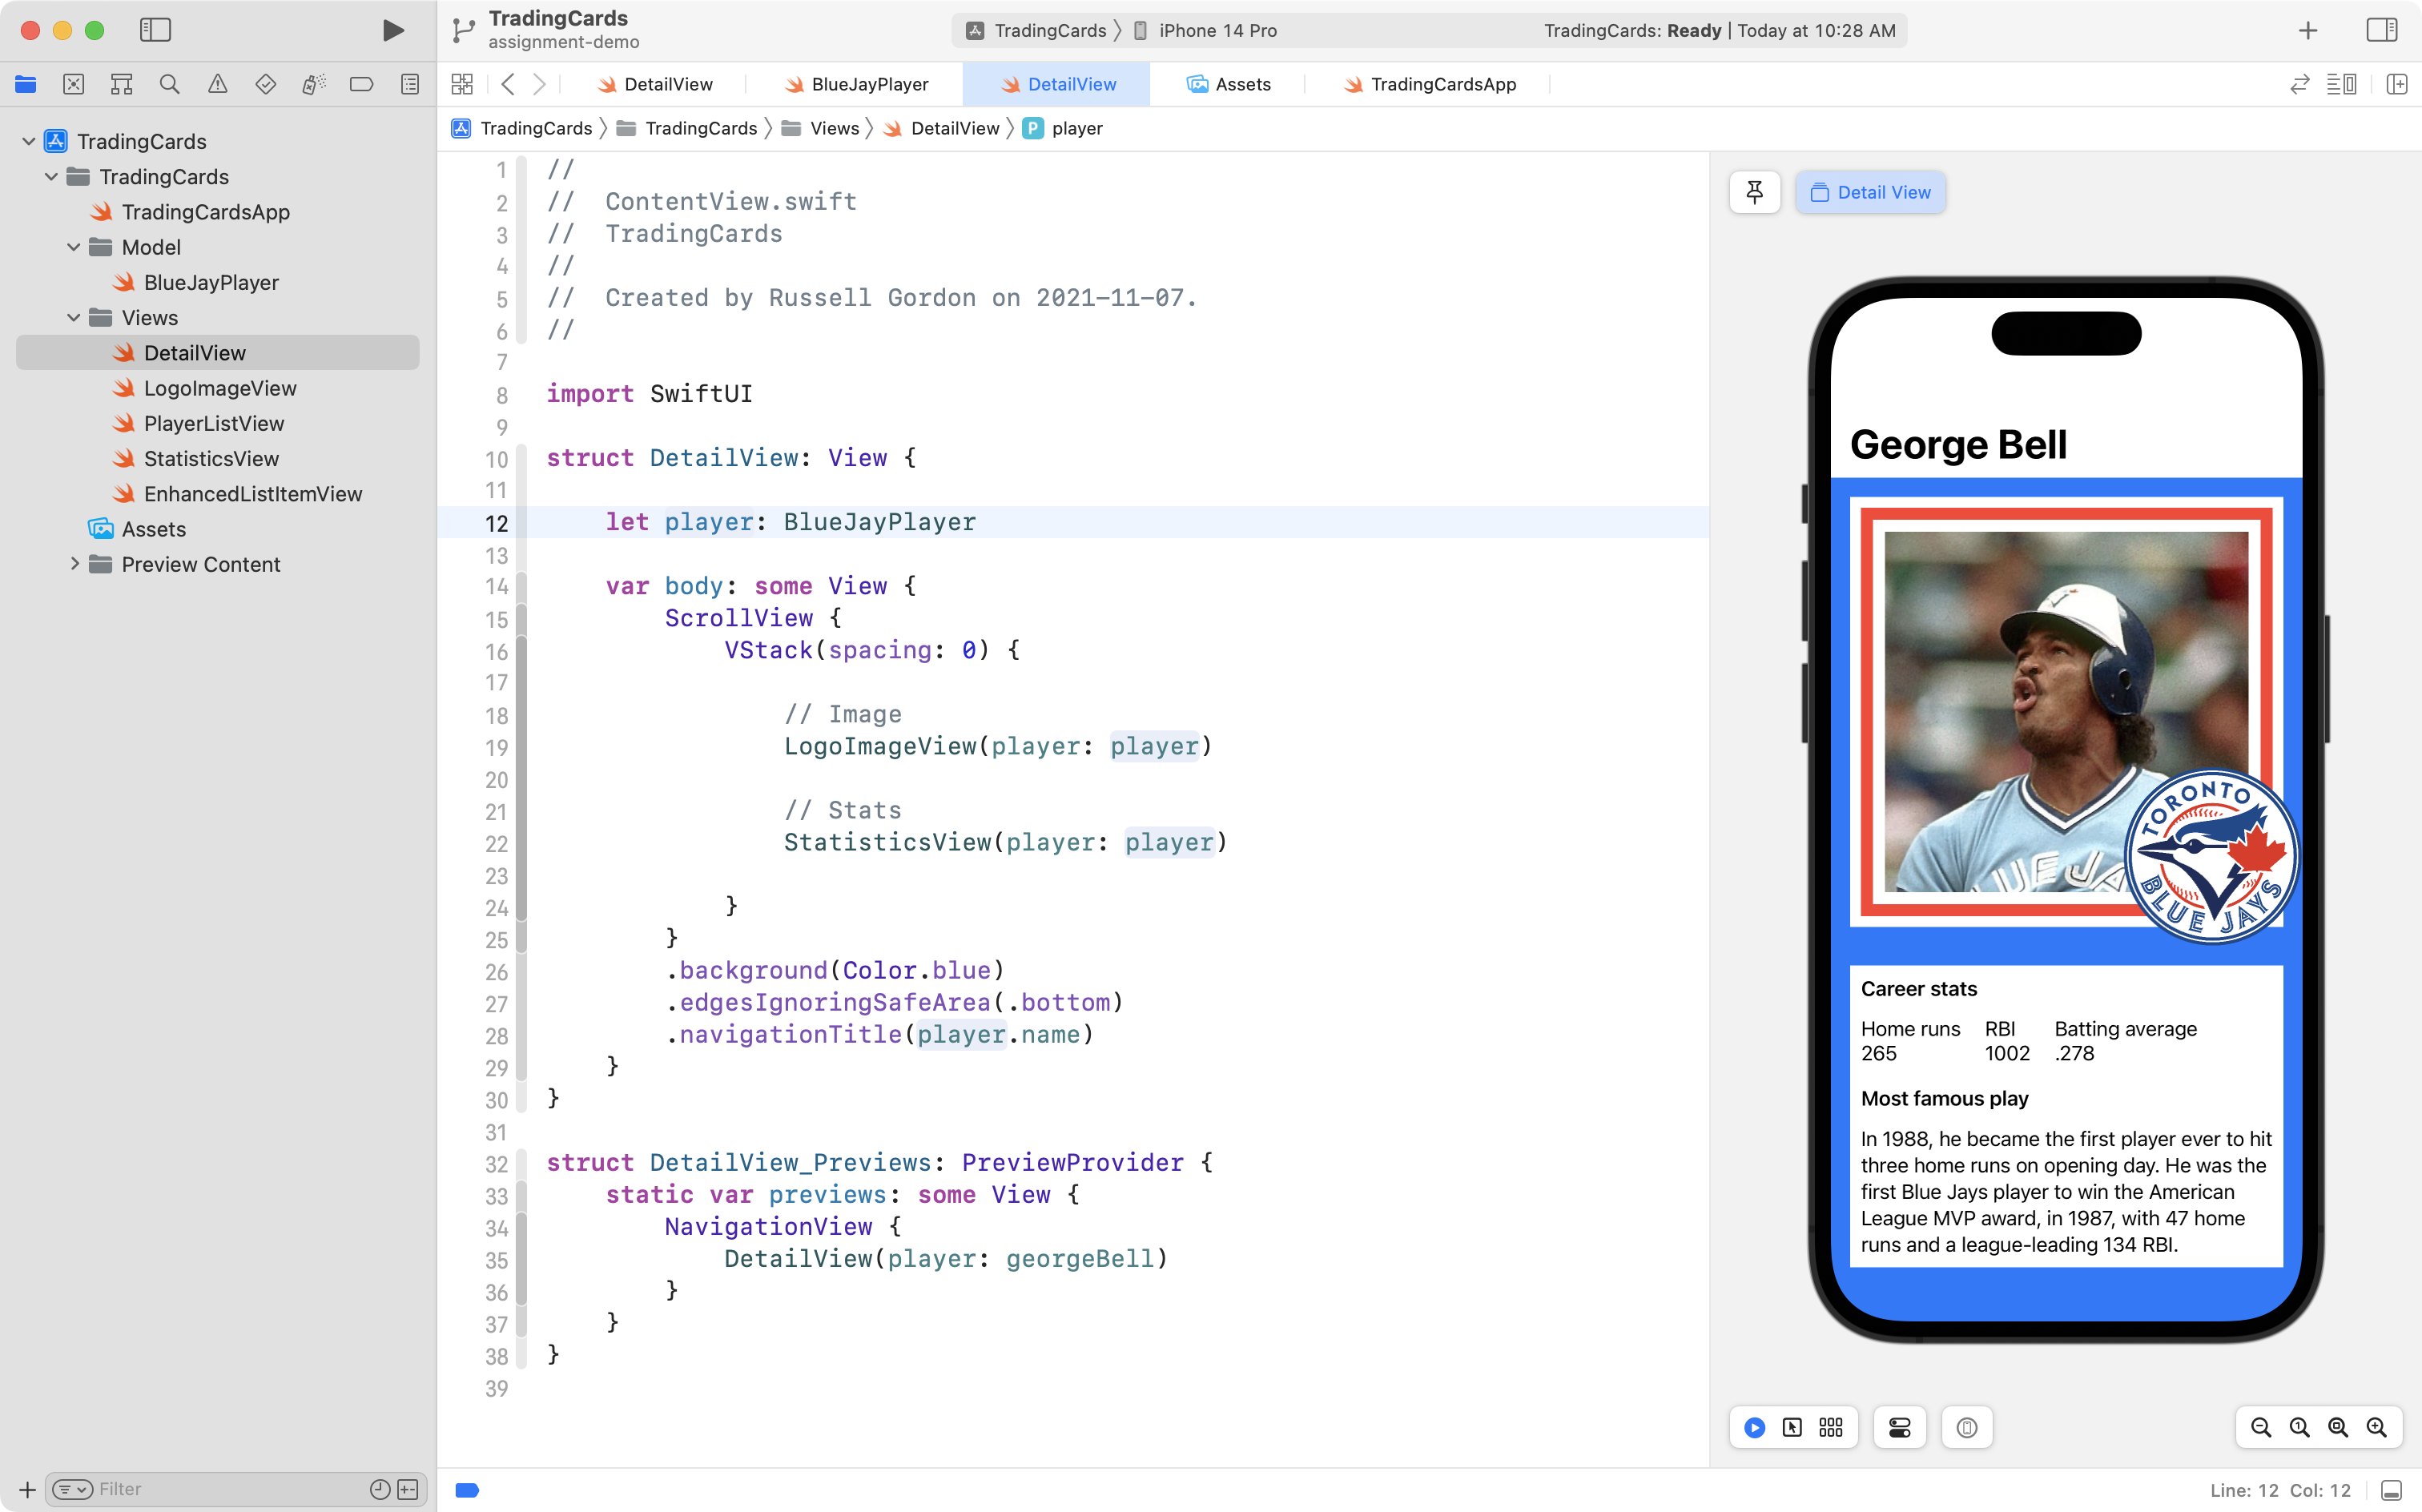 TradingCards
assignment-demo
TradingCards
iPhone 14 Pro
TradingCards: Ready | Today at 10:28 AM
DetailView
BlueJayPlayer
DetailView
Assets
TradingCardsApp
TradingCards
TradingCards
Views
DetailView
P
player
TradingCards
TradingCards
TradingCardsApp
Model
BlueJayPlayer
Views
DetailView
LogoImageView
PlayerListView
StatisticsView
EnhancedListItemView
Assets
Preview Content
Filter
1 //
2 //  ContentView.swift
3 //  TradingCards
4 //
5 //  Created by Russell Gordon on 2021-11-07.
6 //
7
8 import SwiftUI
9
10 struct DetailView: View {
11
12     let player: BlueJayPlayer
13
14     var body: some View {
15         ScrollView {
16             VStack(spacing: 0) {
17
18                 // Image
19                 LogoImageView(player: player)
20
21                 // Stats
22                 StatisticsView(player: player)
23
24             }
25         }
26         .background(Color.blue)
27         .edgesIgnoringSafeArea(.bottom)
28         .navigationTitle(player.name)
29     }
30 }
31
32 struct DetailView_Previews: PreviewProvider {
33     static var previews: some View {
34         NavigationView {
35             DetailView(player: georgeBell)
36         }
37     }
38 }
39
Detail View
George Bell
TORONTO
BLUE JAYS
Career stats
Home runs RBI Batting average
265 1002 .278
Most famous play
In 1988, he became the first player ever to hit
three home runs on opening day. He was the
first Blue Jays player to win the American
League MVP award, in 1987, with 47 home
runs and a league-leading 134 RBI.
Line: 12 Col: 12